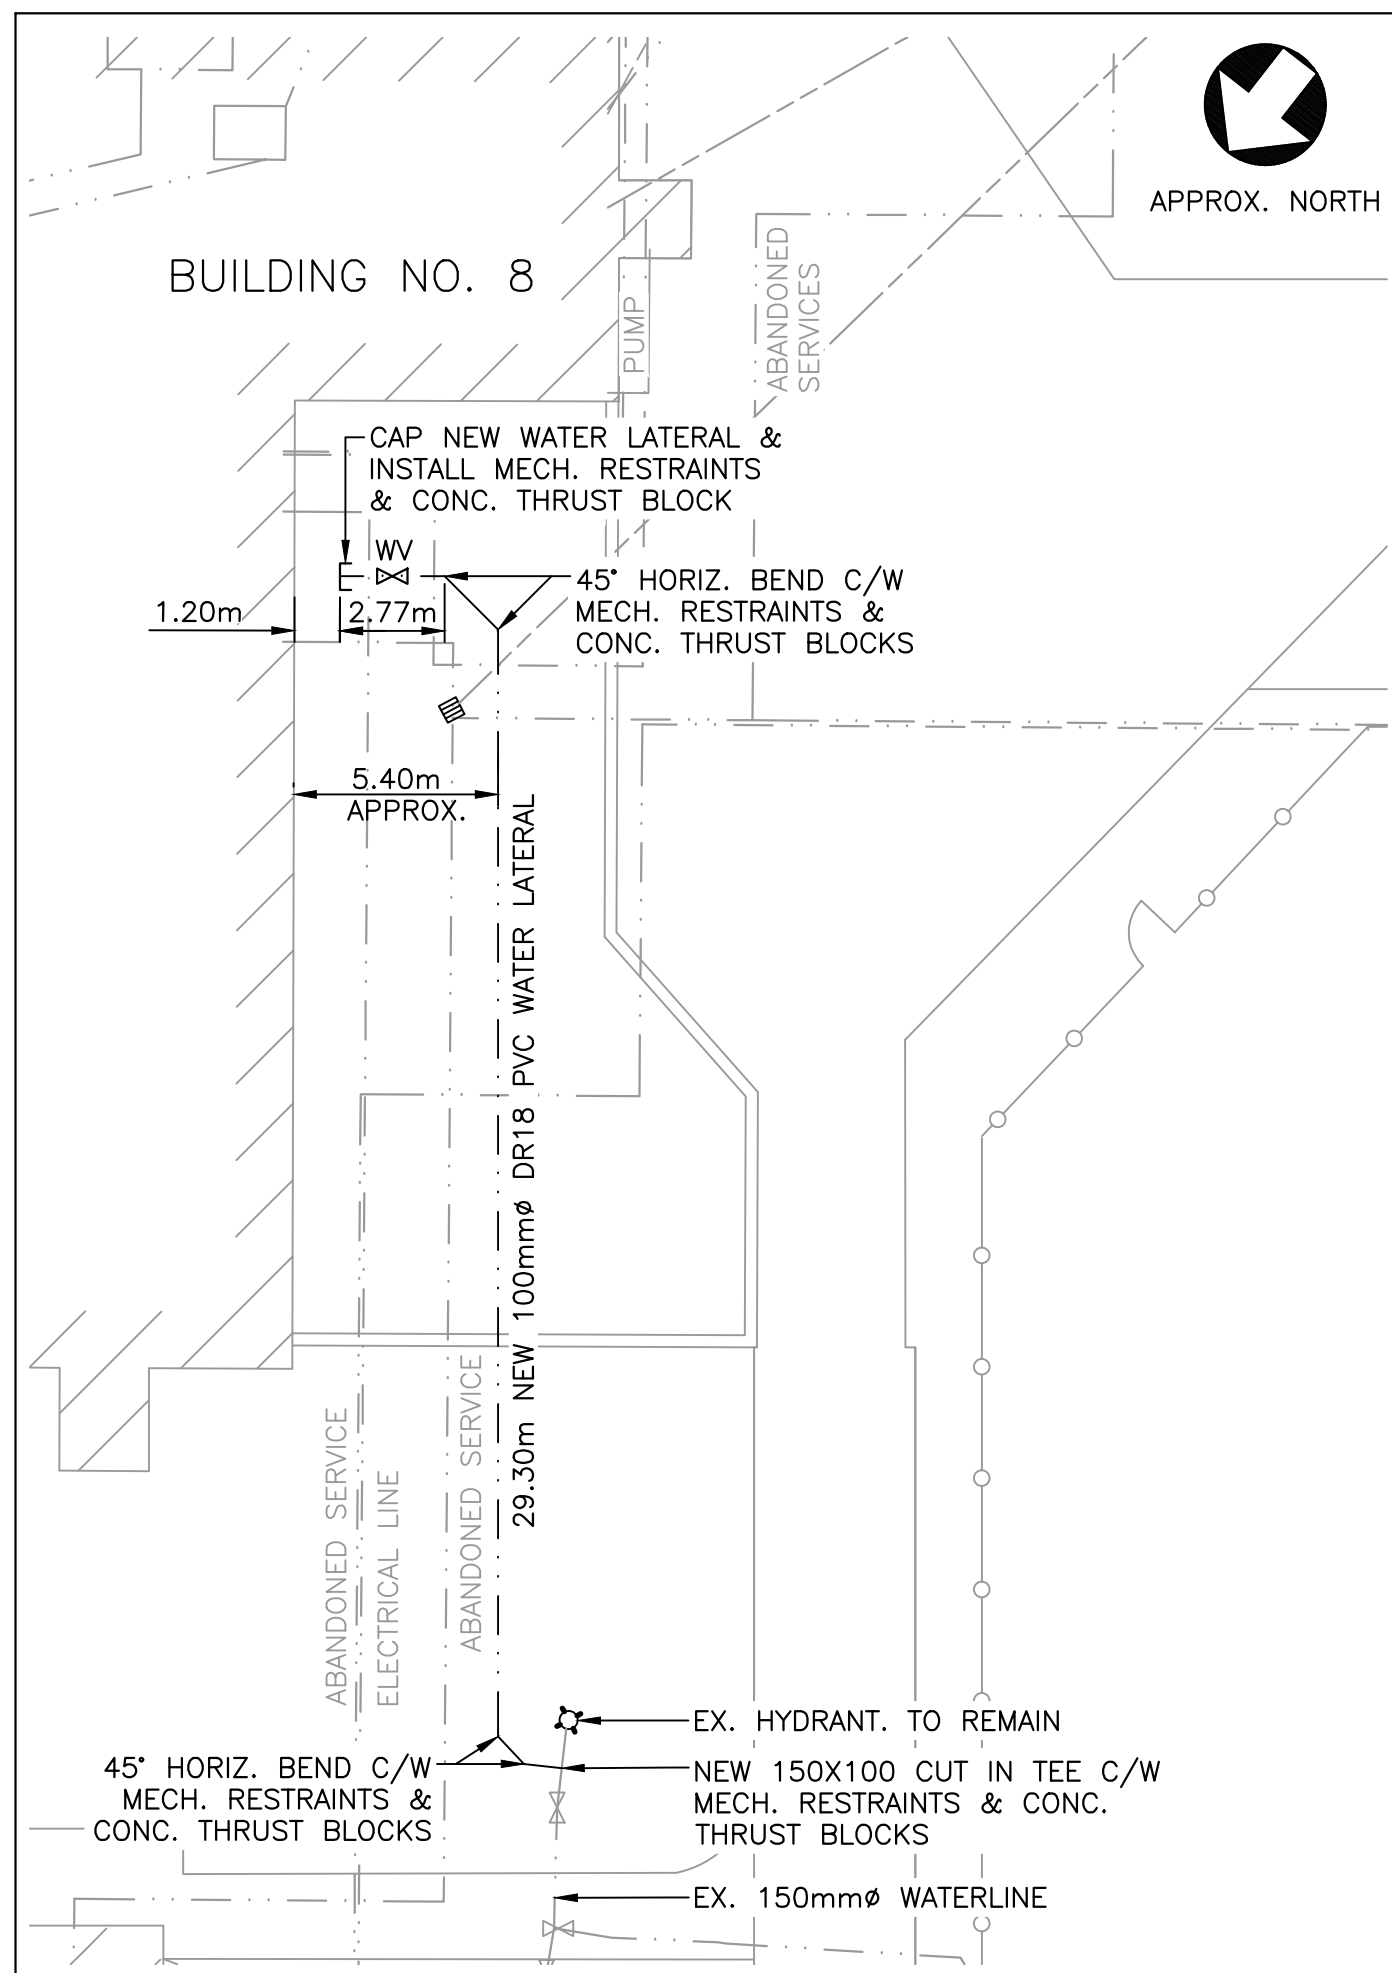 APPROX. NORTH
BUILDING NO. 8
PUMP
ABANDONED
SERVICES
CAP NEW WATER LATERAL &
INSTALL MECH. RESTRAINTS
& CONC. THRUST BLOCK
WV
45° HORIZ. BEND C/W
MECH. RESTRAINTS &
CONC. THRUST BLOCKS
1.20m
2.77m
5.40m
APPROX.
29.30m NEW 100mmø DR18 PVC WATER LATERAL
ABANDONED SERVICE
ELECTRICAL LINE
ABANDONED SERVICE
EX. HYDRANT. TO REMAIN
45° HORIZ. BEND C/W
MECH. RESTRAINTS &
CONC. THRUST BLOCKS
NEW 150X100 CUT IN TEE C/W
MECH. RESTRAINTS & CONC.
THRUST BLOCKS
EX. 150mmø WATERLINE